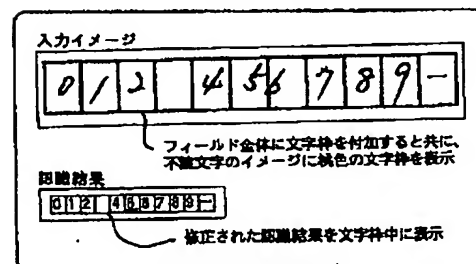 入力イメージ
0 1 2 4 5 6 7 8 9 ー
フィールド全体に文字枠を付加すると共に、
不読文字のイメージに桃色の文字枠を表示
認識結果
0 1 2 4 5 6 7 8 9 ー
修正された認識結果を文字枠中に表示